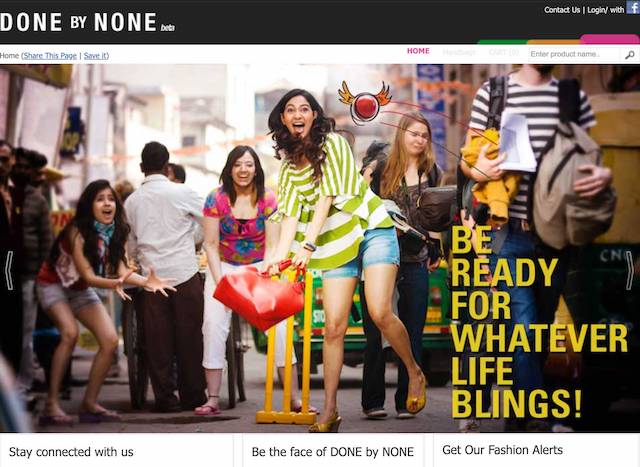 Contact Us | Login/ with f
DONE BY NONE beta
Home (Share This Page | Save it)
HOME Handbags CART (0) Enter product name..
BE
READY
FOR
WHATEVER
LIFE
BLINGS!
Stay connected with us
Be the face of DONE by NONE
Get Our Fashion Alerts